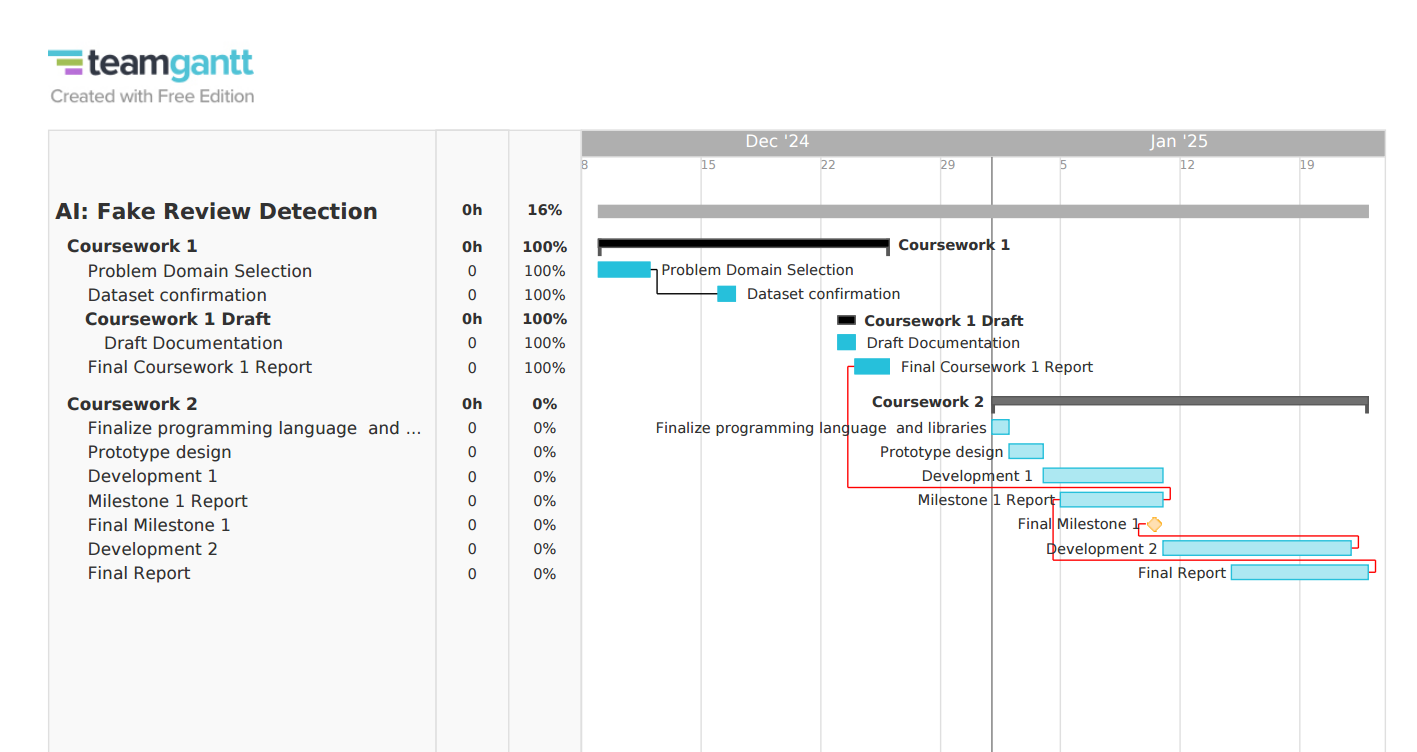 teamgantt
Created with Free Edition
Dec '24 Jan '25
8 15 22 29 5 12 19
AI: Fake Review Detection 0h 16%
Coursework 1 0h 100% Coursework 1
Problem Domain Selection 0 100% Problem Domain Selection
Dataset confirmation 0 100% Dataset confirmation
Coursework 1 Draft 0h 100% Coursework 1 Draft
Draft Documentation 0 100% Draft Documentation
Final Coursework 1 Report 0 100% Final Coursework 1 Report
Coursework 2 0h 0% Coursework 2
Finalize programming language and ... 0 0% Finalize programming language and libraries
Prototype design 0 0% Prototype design
Development 1 0 0% Development 1
Milestone 1 Report 0 0% Milestone 1 Report
Final Milestone 1 0 0% Final Milestone 1
Development 2 0 0% Development 2
Final Report 0 0% Final Report